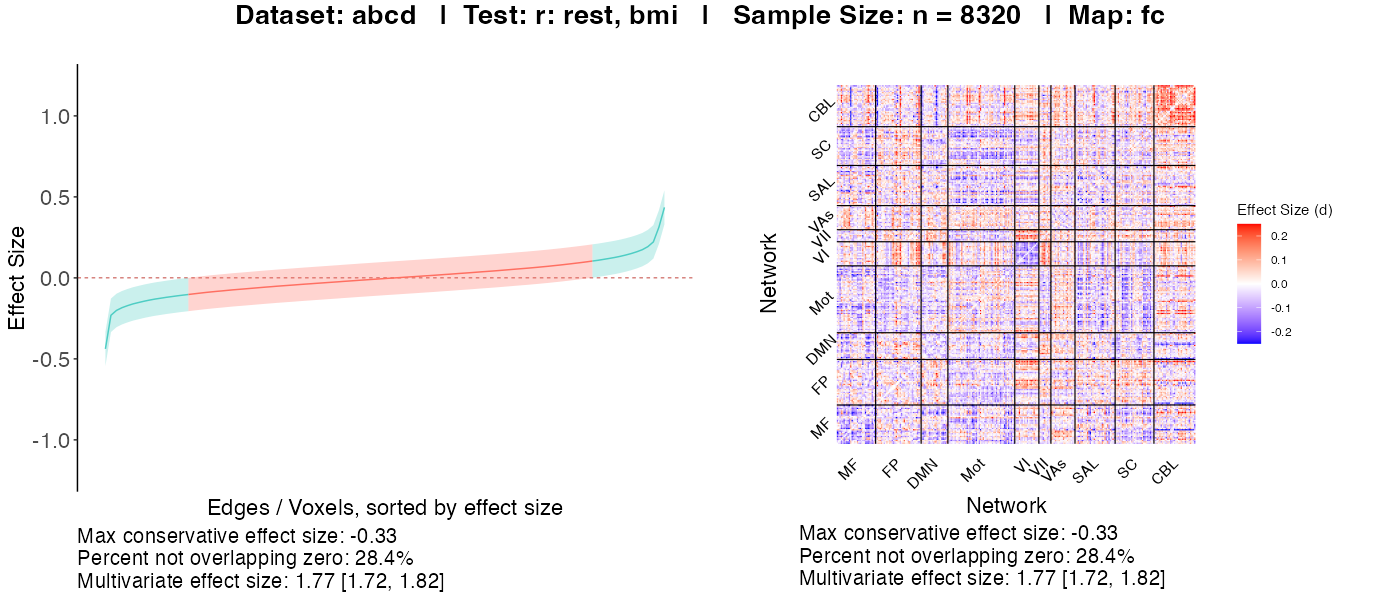 Dataset: abcd | Test: r: rest, bmi | Sample Size: n = 8320 | Map: fc
Effect Size
1.0
0.5
0.0
-0.5
-1.0
Edges / Voxels, sorted by effect size
Max conservative effect size: -0.33
Percent not overlapping zero: 28.4%
Multivariate effect size: 1.77 [1.72, 1.82]
Network
CBL
SC
SAL
VAs
VII
VI
Mot
DMN
FP
MF
MF
FP
DMN
Mot
VI
VII
VAs
SAL
SC
CBL
Network
Max conservative effect size: -0.33
Percent not overlapping zero: 28.4%
Multivariate effect size: 1.77 [1.72, 1.82]
Effect Size (d)
0.2
0.1
0.0
-0.1
-0.2